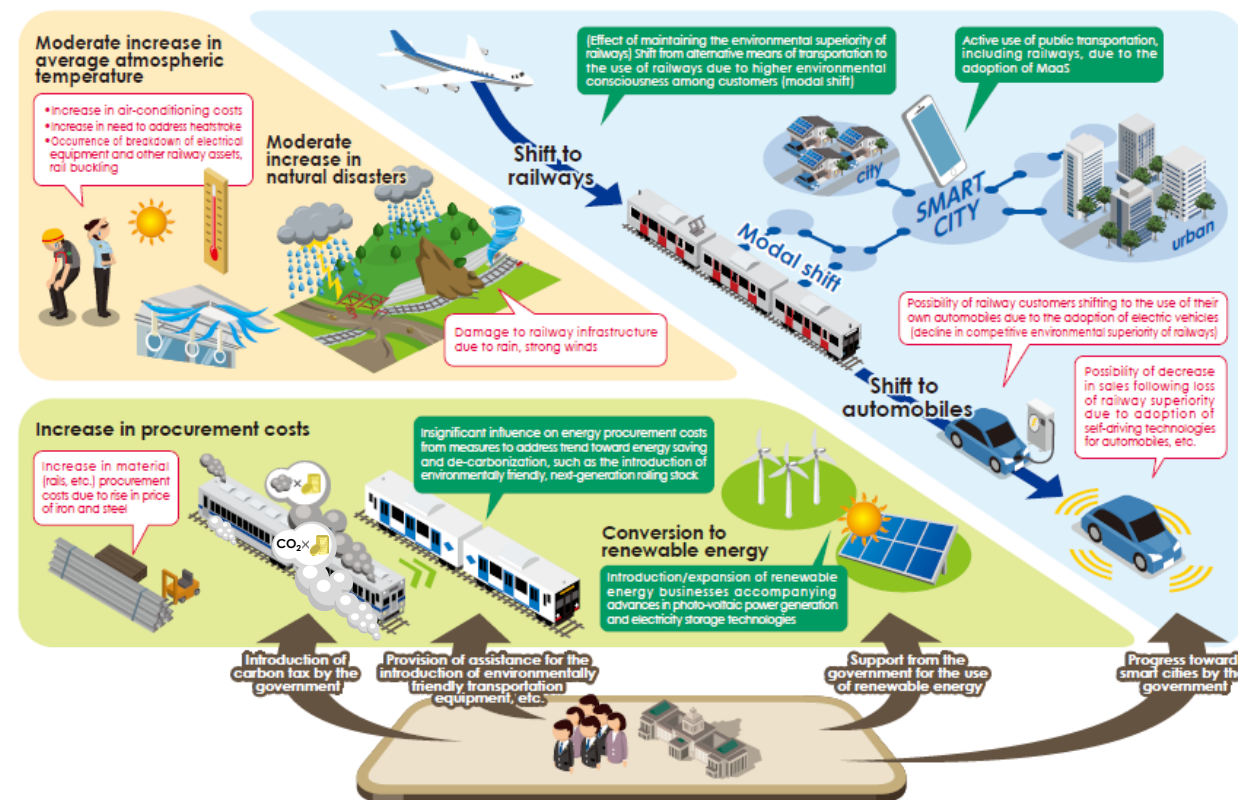 Moderate increase in
average atmospheric
temperature
•Increase in air-conditioning costs
•Increase in need to address heatstroke
•Occurrence of breakdown of electrical
equipment and other railway assets,
rail buckling
Moderate
increase in
natural disasters
Damage to railway infrastructure
due to rain, strong winds
Shift to
railways
(Effect of maintaining the environmental superiority of
railways) Shift from alternative means of transportation to
the use of railways due to higher environmental
consciousness among customers (modal shift)
Active use of public transportation,
including railways, due to the
adoption of MaaS
city
SMART
CITY
urban
Modal shift
Possibility of railway customers shifting to the use of their
own automobiles due to the adoption of electric vehicles
(decline in competitive environmental superiority of railways)
Shift to
automobiles
Possibility of decrease
in sales following loss
of railway superiority
due to adoption of
self-driving technologies
for automobiles, etc.
Increase in procurement costs
Increase in material
(rails, etc.) procurement
costs due to rise in price
of iron and steel
×
CO₂×
Insignificant influence on energy procurement costs
from measures to address trend toward energy saving
and de-carbonization, such as the introduction of
environmentally friendly, next-generation rolling stock
Conversion to
renewable energy
Introduction/expansion of renewable
energy businesses accompanying
advances in photo-voltaic power generation
and electricity storage technologies
Introduction of
carbon tax by the
government
Provision of assistance for the
introduction of environmentally
friendly transportation
equipment, etc.
Support from the
government for the use
of renewable energy
Progress toward
smart cities by the
government